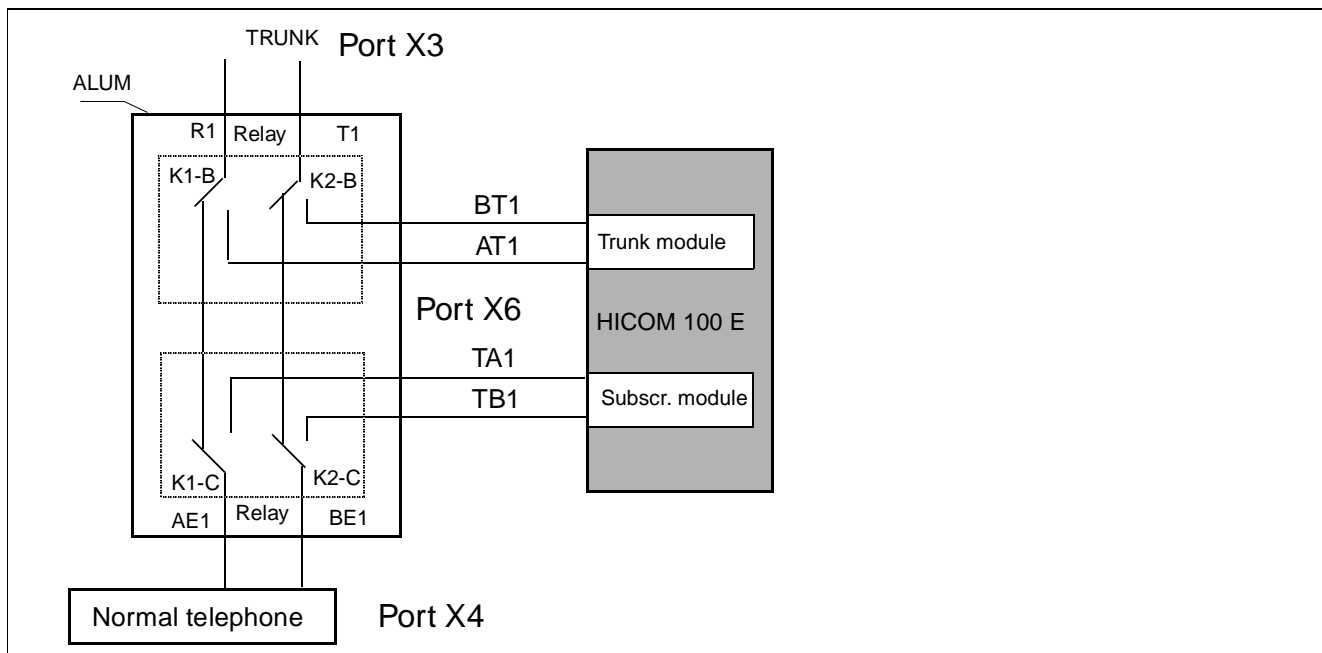 TRUNK Port X3
ALUM
R1 Relay T1
K1-B K2-B
BT1
Trunk module
AT1
Port X6
HICOM 100 E
TA1
TB1
Subscr. module
K1-C K2-C
AE1 Relay BE1
Normal telephone Port X4